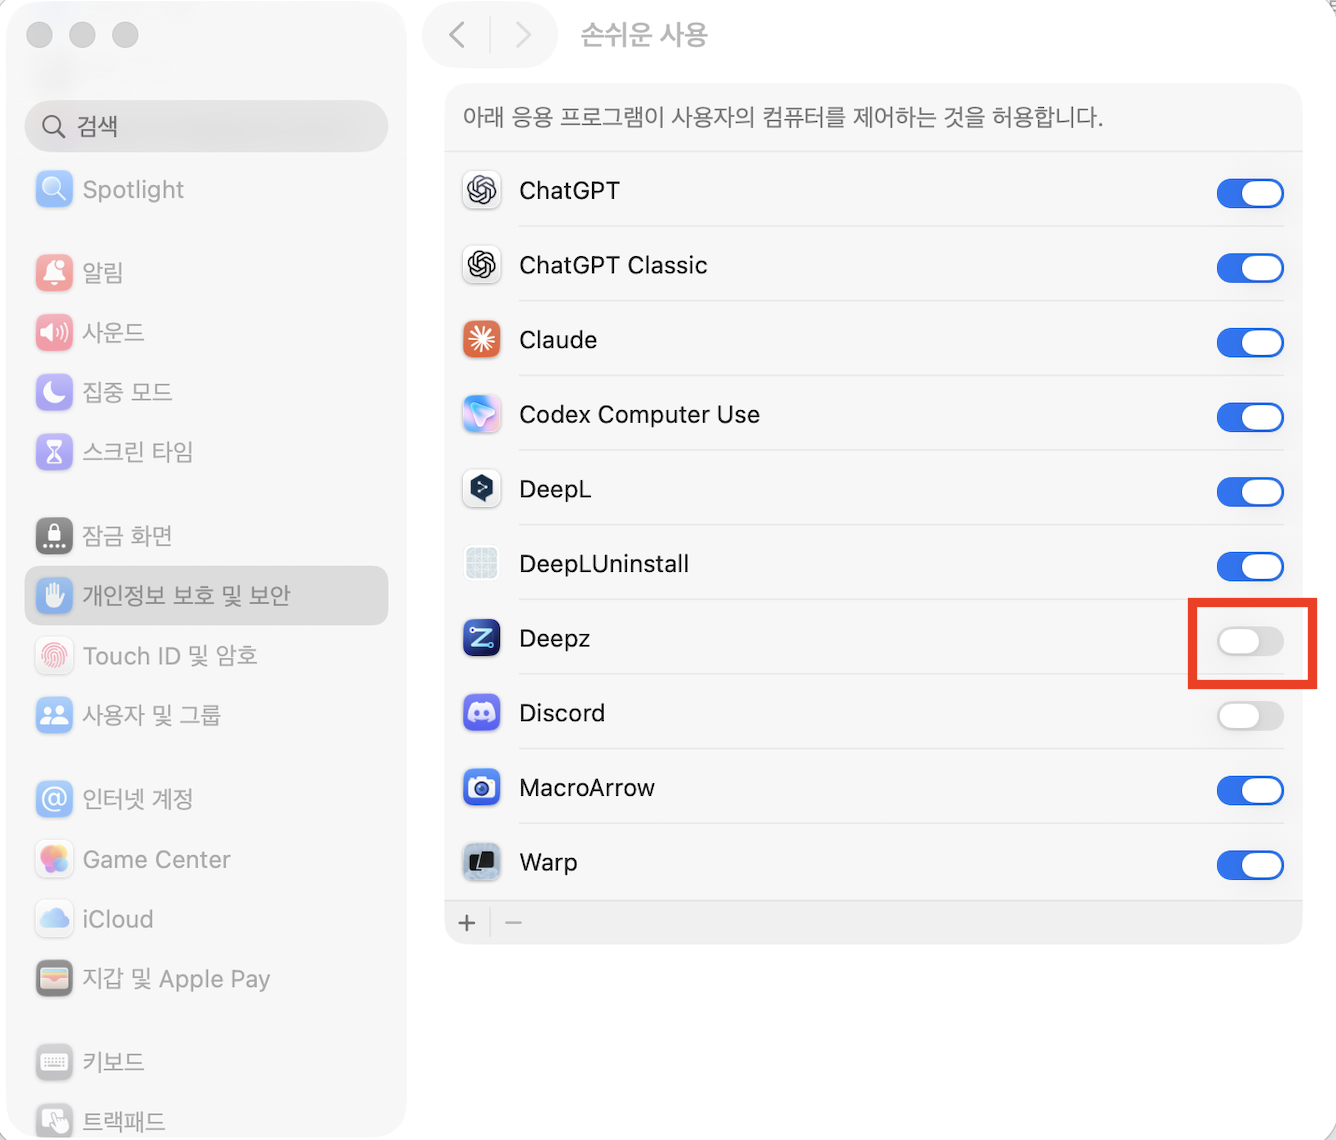 손쉬운 사용
검색
Spotlight
알림
사운드
집중 모드
스크린 타임
잠금 화면
개인정보 보호 및 보안
Touch ID 및 암호
사용자 및 그룹
인터넷 계정
Game Center
iCloud
지갑 및 Apple Pay
키보드
트랙패드
아래 응용 프로그램이 사용자의 컴퓨터를 제어하는 것을 허용합니다.
ChatGPT
ChatGPT Classic
Claude
Codex Computer Use
DeepL
DeepLUninstall
Deepz
Discord
MacroArrow
Warp